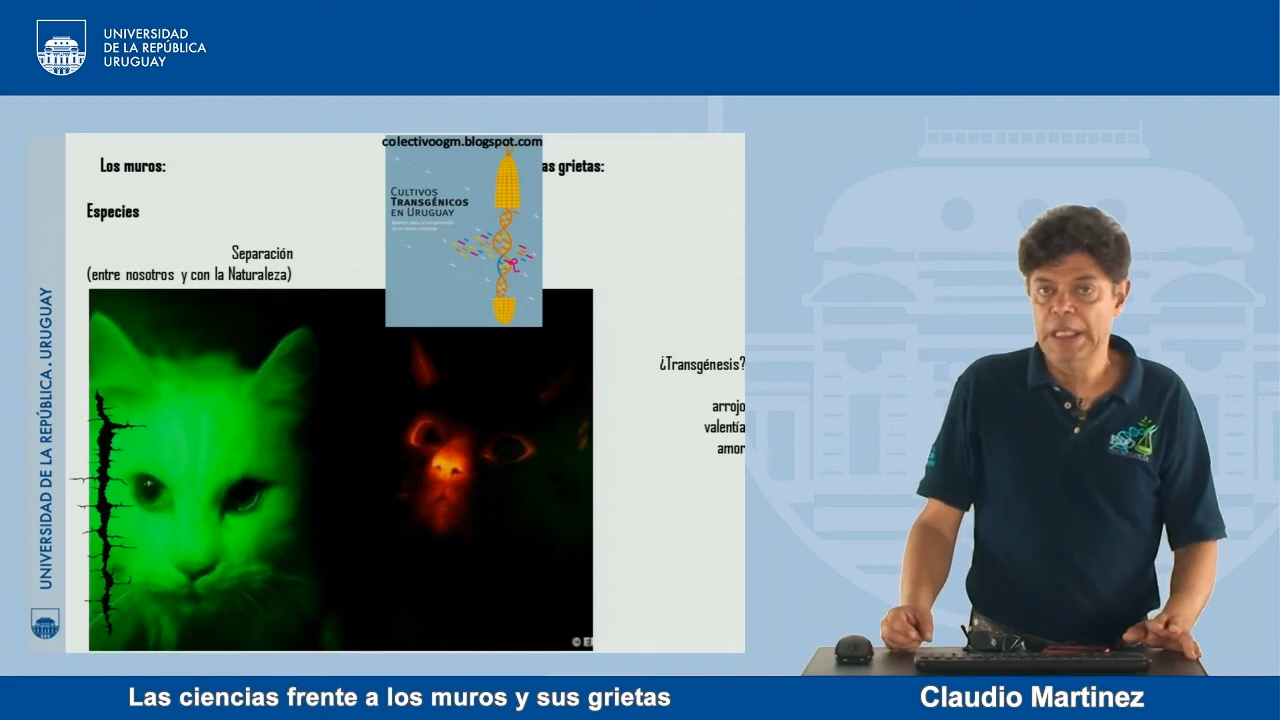 UNIVERSIDAD
DE LA REPÚBLICA
URUGUAY
colectivoogm.blogspot.com
Los muros:
as grietas:
CULTIVOS
TRANSGÉNICOS
EN URUGUAY
Especies
Separación
(entre nosotros y con la Naturaleza)
¿Transgénesis?
arrojo
valentía
amor
UNIVERSIDAD DE LA REPÚBLICA . URUGUAY
Las ciencias frente a los muros y sus grietas
Claudio Martinez